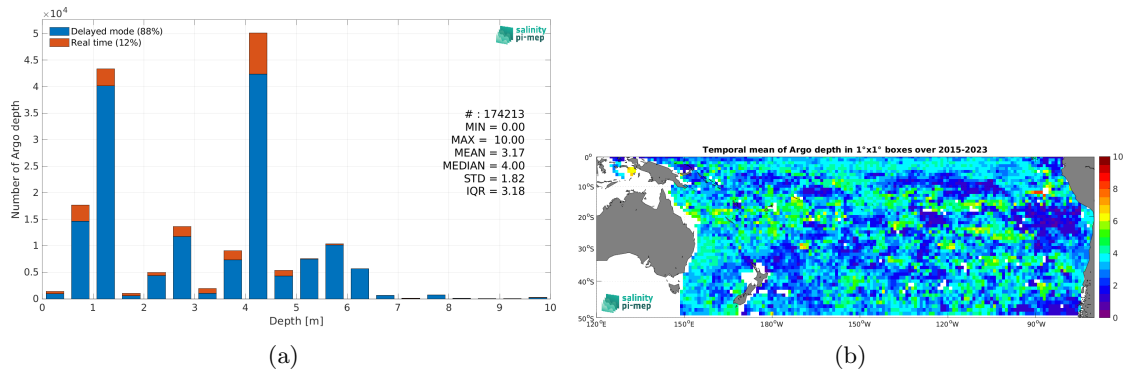 ×10⁴
Delayed mode (88%)
Real time (12%)
salinity
pi-mep
5
4.5
4
3.5
3
2.5
2
1.5
1
0.5
0
Number of Argo depth
# : 174213
MIN = 0.00
MAX = 10.00
MEAN = 3.17
MEDIAN = 4.00
STD = 1.82
IQR = 3.18
0 1 2 3 4 5 6 7 8 9 10
Depth [m]
(a)
Temporal mean of Argo depth in 1°x1° boxes over 2015-2023
0°
10°S
20°S
30°S
40°S
50°S
salinity
pi-mep
120°E 150°E 180°W 150°W 120°W 90°W
10
8
6
4
2
0
(b)